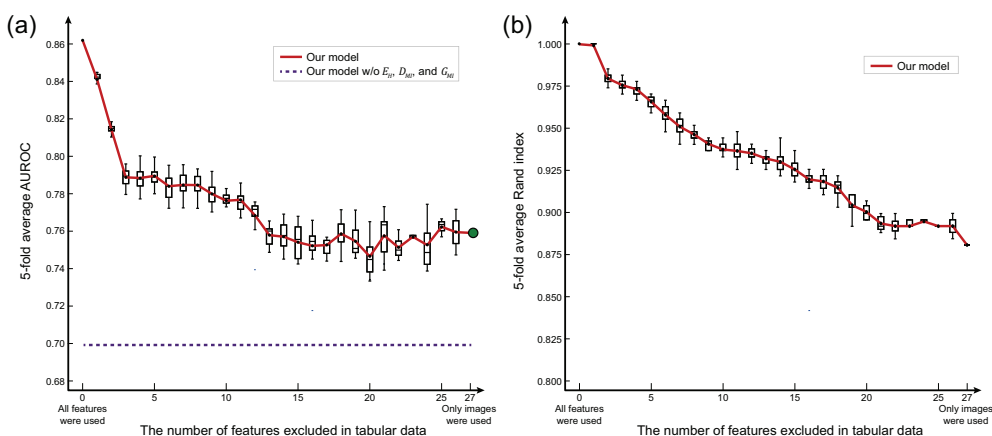 (a)
5-fold average AUROC
0.86
0.84
0.82
0.80
0.78
0.76
0.74
0.72
0.70
0.68
Our model
Our model w/o E_H, D_MI, and G_MI
0 5 10 15 20 25 27
All features
were used
Only images
were used
The number of features excluded in tabular data
(b)
5-fold average Rand index
1.000
0.975
0.950
0.925
0.900
0.875
0.850
0.825
0.800
Our model
0 5 10 15 20 25 27
All features
were used
Only images
were used
The number of features excluded in tabular data